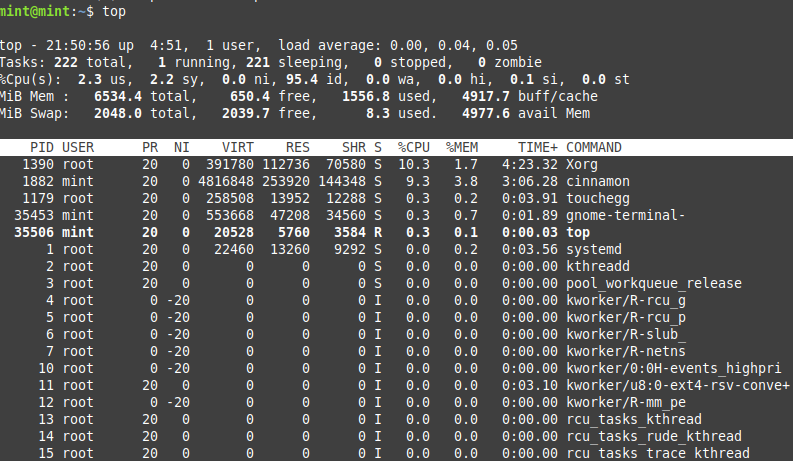 mint@mint:~$ top
top - 21:50:56 up  4:51,  1 user,  load average: 0.00, 0.04, 0.05
Tasks: 222 total,   1 running, 221 sleeping,   0 stopped,   0 zombie
%Cpu(s):  2.3 us,  2.2 sy,  0.0 ni, 95.4 id,  0.0 wa,  0.0 hi,  0.1 si,  0.0 st
MiB Mem :   6534.4 total,    650.4 free,   1556.8 used,   4917.7 buff/cache
MiB Swap:   2048.0 total,   2039.7 free,      8.3 used.   4977.6 avail Mem
PID USER      PR  NI    VIRT    RES    SHR S  %CPU  %MEM     TIME+ COMMAND
1390 root      20   0  391780 112736  70580 S  10.3   1.7   4:23.32 Xorg
1882 mint      20   0 4816848 253920 144348 S   9.3   3.8   3:06.28 cinnamon
1179 root      20   0  258508  13952  12288 S   0.3   0.2   0:03.91 touchegg
35453 mint      20   0  553668  47208  34560 S   0.3   0.7   0:01.89 gnome-terminal-
35506 mint      20   0   20528   5760   3584 R   0.3   0.1   0:00.03 top
1 root      20   0   22460  13260   9292 S   0.0   0.2   0:03.56 systemd
2 root      20   0       0      0      0 S   0.0   0.0   0:00.00 kthreadd
3 root      20   0       0      0      0 S   0.0   0.0   0:00.00 pool_workqueue_release
4 root       0 -20       0      0      0 I   0.0   0.0   0:00.00 kworker/R-rcu_g
5 root       0 -20       0      0      0 I   0.0   0.0   0:00.00 kworker/R-rcu_p
6 root       0 -20       0      0      0 I   0.0   0.0   0:00.00 kworker/R-slub_
7 root       0 -20       0      0      0 I   0.0   0.0   0:00.00 kworker/R-netns
10 root       0 -20       0      0      0 I   0.0   0.0   0:00.00 kworker/0:0H-events_highpri
11 root      20   0       0      0      0 I   0.0   0.0   0:03.10 kworker/u8:0-ext4-rsv-conve+
12 root       0 -20       0      0      0 I   0.0   0.0   0:00.00 kworker/R-mm_pe
13 root      20   0       0      0      0 I   0.0   0.0   0:00.00 rcu_tasks_kthread
14 root      20   0       0      0      0 I   0.0   0.0   0:00.00 rcu_tasks_rude_kthread
15 root      20   0       0      0      0 I   0.0   0.0   0:00.00 rcu_tasks_trace_kthread